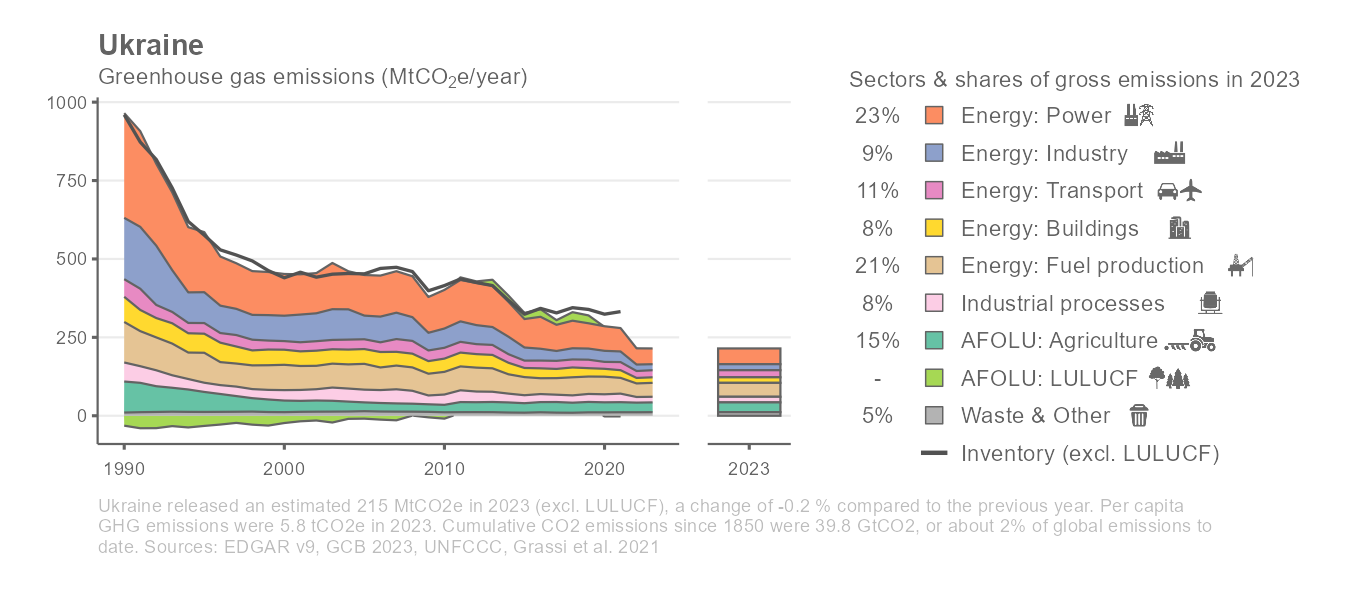 Ukraine
Greenhouse gas emissions (MtCO₂e/year)
1000
750
500
250
0
1990
2000
2010
2020
2023
Sectors & shares of gross emissions in 2023
23% Energy: Power
9% Energy: Industry
11% Energy: Transport
8% Energy: Buildings
21% Energy: Fuel production
8% Industrial processes
15% AFOLU: Agriculture
- AFOLU: LULUCF
5% Waste & Other
Inventory (excl. LULUCF)
Ukraine released an estimated 215 MtCO2e in 2023 (excl. LULUCF), a change of -0.2 % compared to the previous year. Per capita
GHG emissions were 5.8 tCO2e in 2023. Cumulative CO2 emissions since 1850 were 39.8 GtCO2, or about 2% of global emissions to
date. Sources: EDGAR v9, GCB 2023, UNFCCC, Grassi et al. 2021